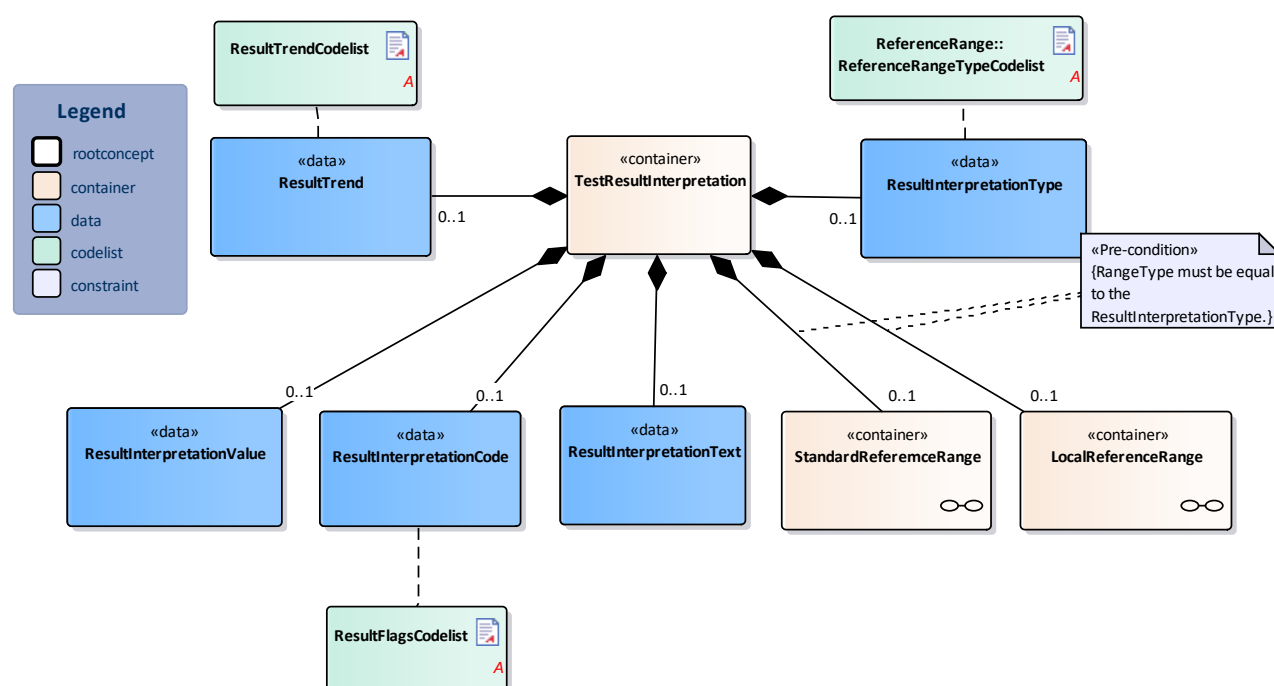 ResultTrendCodelist
A
ReferenceRange::
ReferenceRangeTypeCodelist
A
Legend
rootconcept
container
data
codelist
constraint
«data»
ResultTrend
0..1
«container»
TestResultInterpretation
«data»
ResultInterpretationType
0..1
«Pre-condition»
{RangeType must be equal
to the
ResultInterpretationType.}
0..1
0..1
0..1
0..1
0..1
«data»
ResultInterpretationValue
«data»
ResultInterpretationCode
«data»
ResultInterpretationText
«container»
StandardReferemceRange
«container»
LocalReferenceRange
ResultFlagsCodelist
A